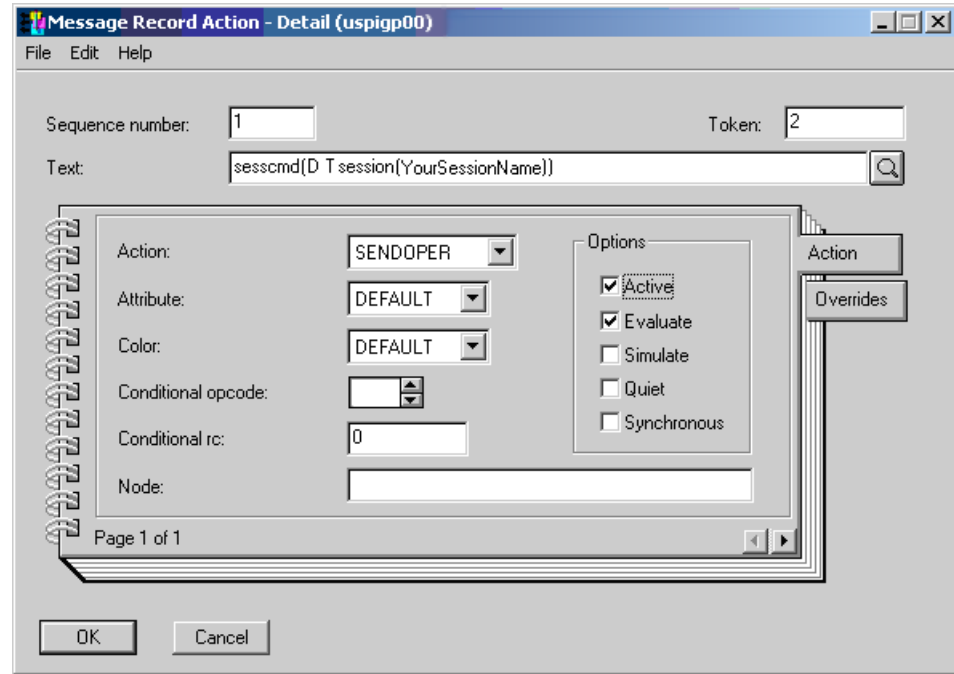 Message Record Action - Detail (uspigp00)
File Edit Help
Sequence number: 1 Token: 2
Text: sesscmd(D T session(YourSessionName))
Action: SENDOPER
Attribute: DEFAULT
Color: DEFAULT
Conditional opcode:
Conditional rc: 0
Node:
Options
Active
Evaluate
Simulate
Quiet
Synchronous
Action
Overrides
Page 1 of 1
OK Cancel